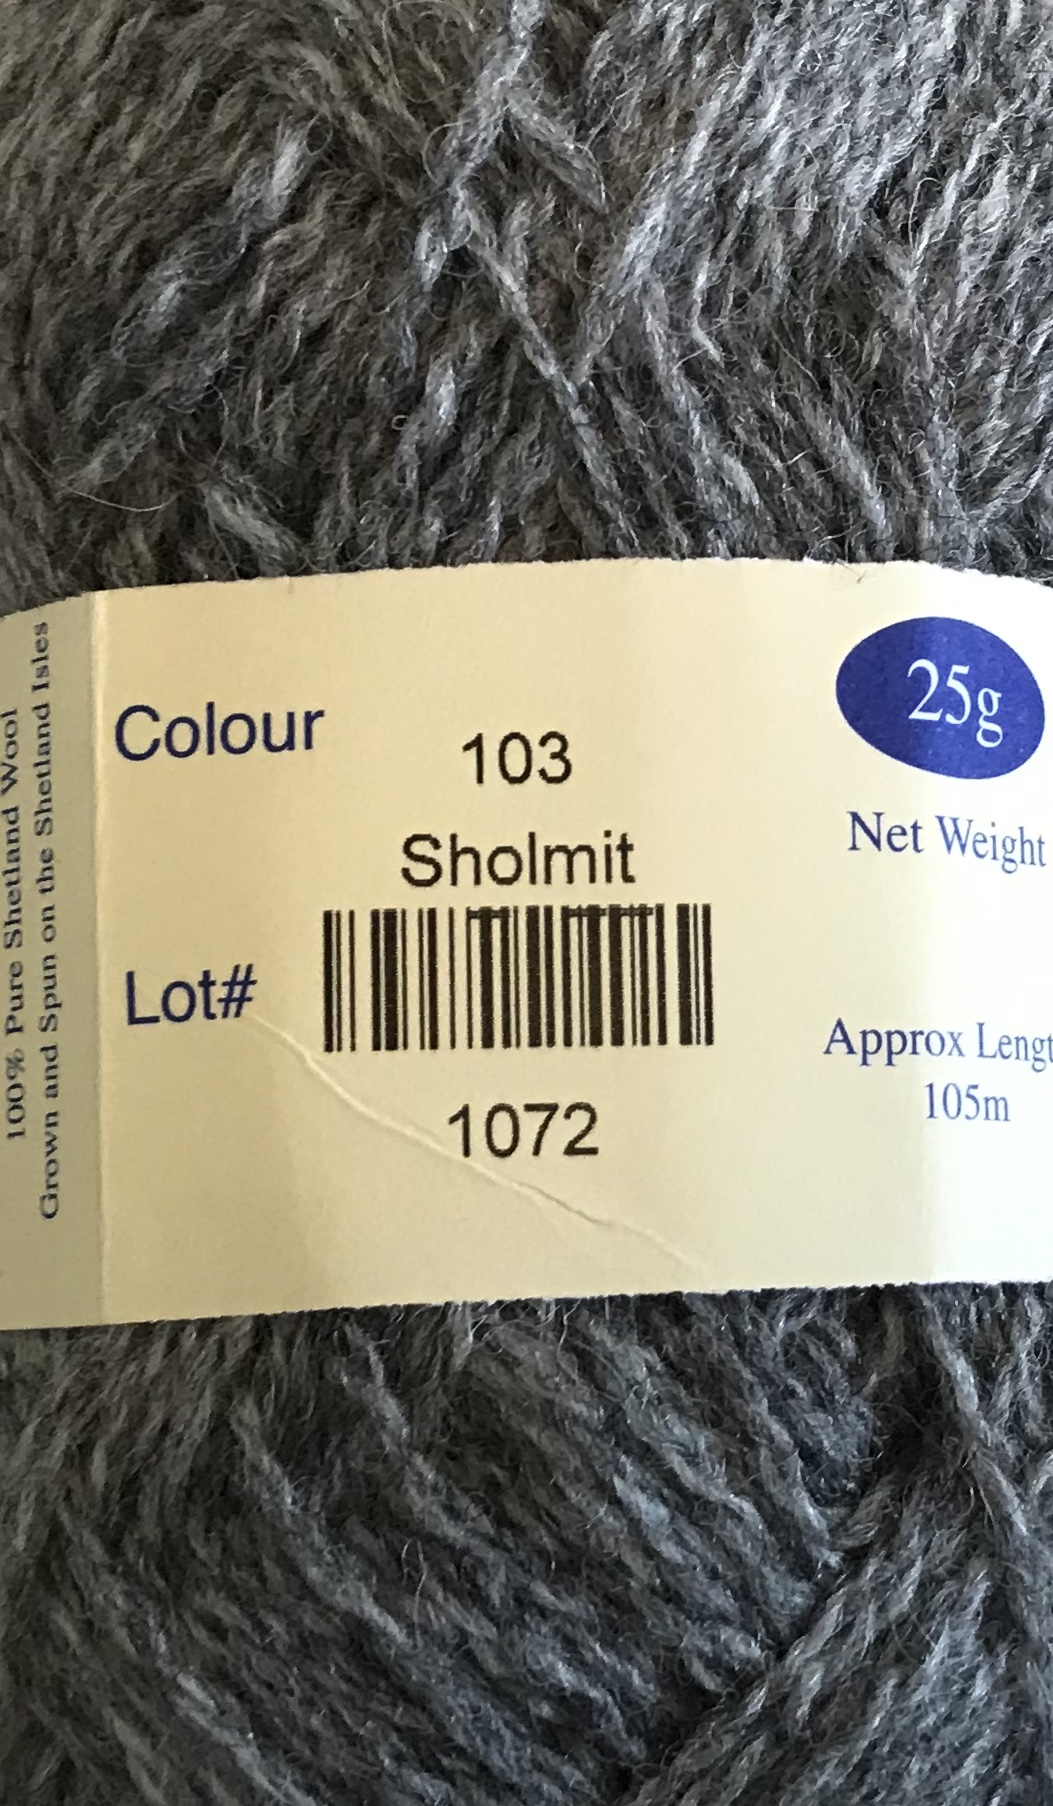 100% Pure Shetland Wool
Grown and Spun on the Shetland Isles
Colour
103
Sholmit
Lot#
1072
25g
Net Weight
Approx Lengt
105m